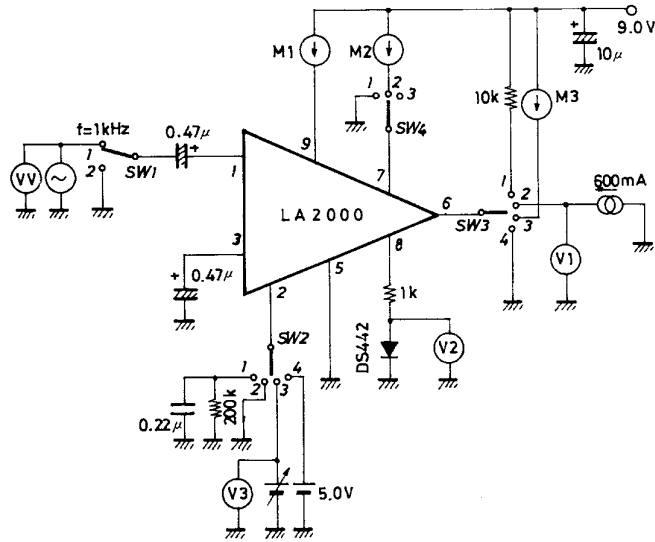 9.0V
M1
M2
10μ
1
2
3
10k
M3
f=1kHz
0.47μ
+
+
SW4
9
1
2
VV
SW1
1
7
1
2
600mA
LA2000
6
SW3
3
4
3
8
V1
+
0.47μ
2
5
1k
SW2
DS442
V2
1
2
3
4
0.22μ
200k
V3
5.0V